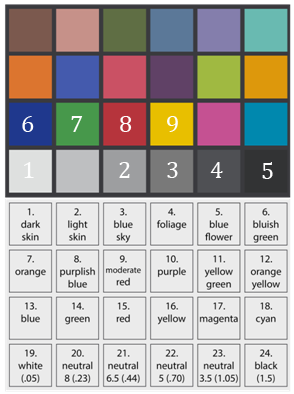 6 7 8 9
1 2 3 4 5
1. 2. 3. 4. 5. 6.
dark light blue foliage blue bluish
skin skin sky flower green
7. 8. 9. 10. 11. 12.
orange purplish moderate purple yellow orange
blue red green yellow
13. 14. 15. 16. 17. 18.
blue green red yellow magenta cyan
19. 20. 21. 22. 23. 24.
white neutral neutral neutral neutral black
(.05) 8 (.23) 6.5 (.44) 5 (.70) 3.5 (1.05) (1.5)